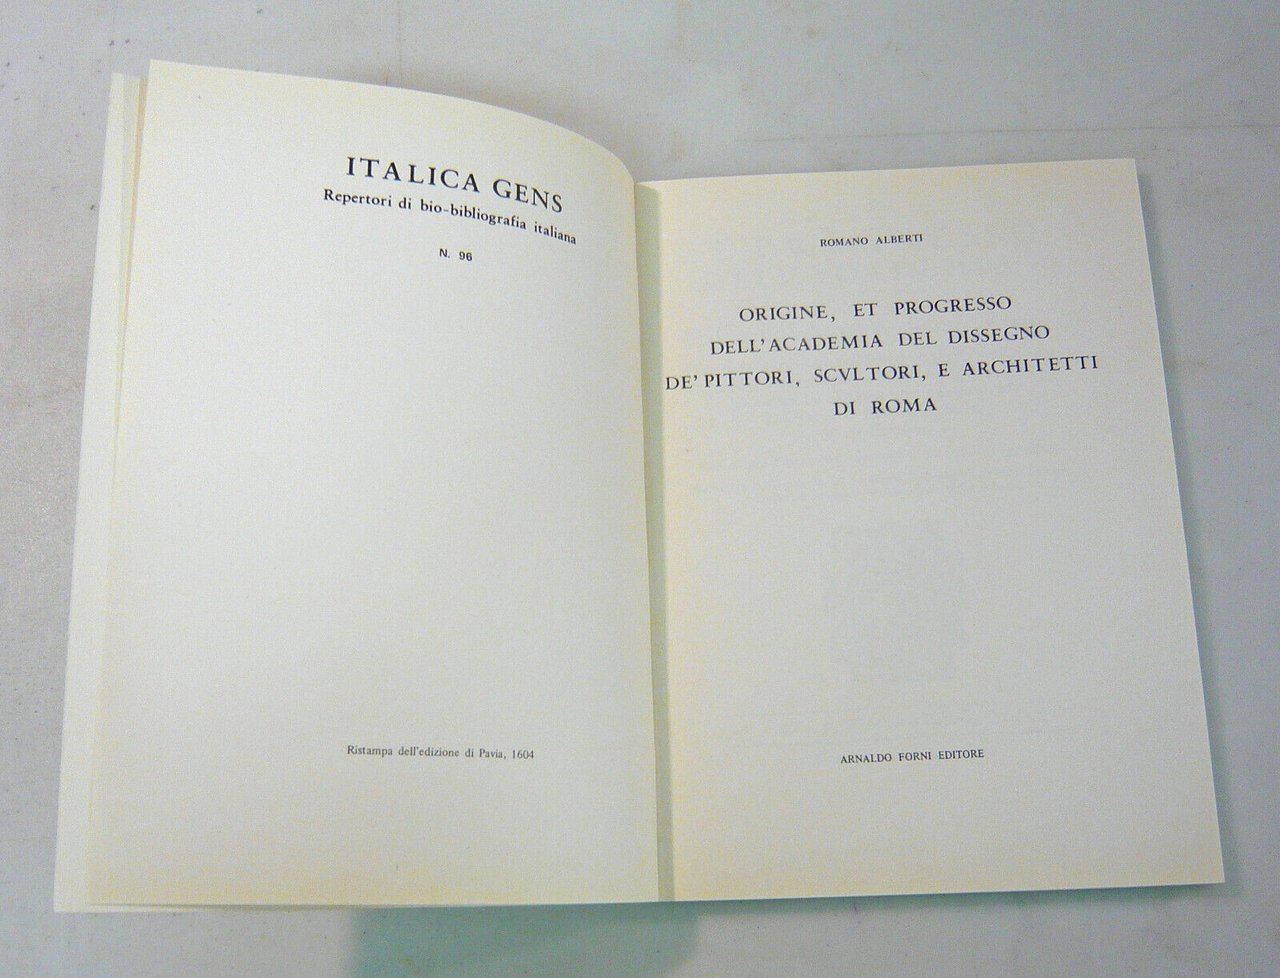 ITALICA GENS
Repertori di bio-bibliografia italiana
N. 96
Ristampa dell'edizione di Pavia, 1604
ROMANO ALBERTI
ORIGINE, ET PROGRESSO
DELL'ACADEMIA DEL DISSEGNO
DE' PITTORI, SCVLTORI, E ARCHITETTI
DI ROMA
ARNALDO FORNI EDITORE